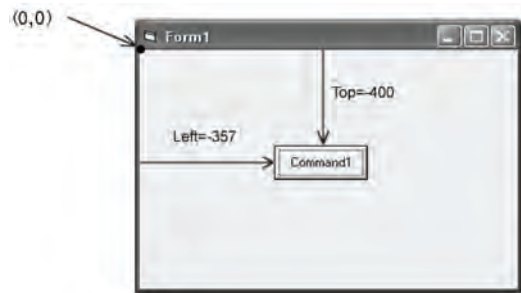 (0,0)
Form1
Top=-400
Left=-357
Command1